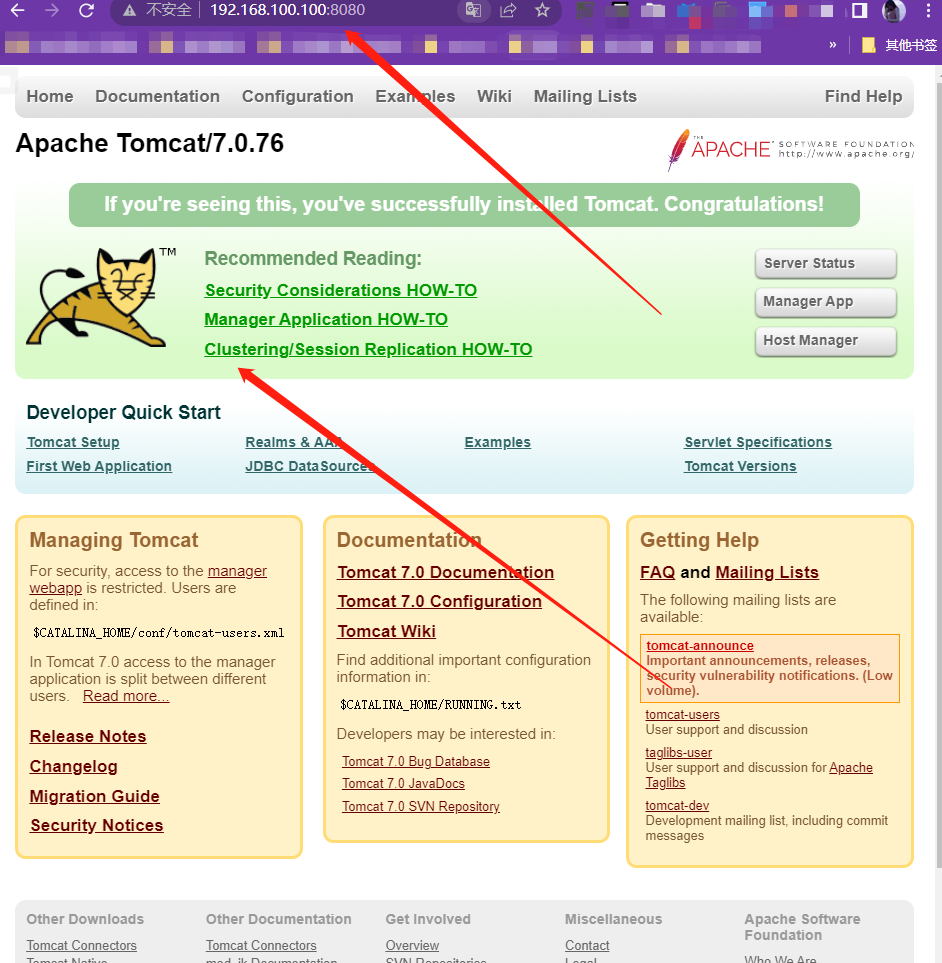 不安全 192.168.100.100:8080
» 其他书签
Home Documentation Configuration Examples Wiki Mailing Lists Find Help
Apache Tomcat/7.0.76
THE APACHE SOFTWARE FOUNDATION
http://www.apache.org/
If you're seeing this, you've successfully installed Tomcat. Congratulations!
TM
Recommended Reading:
Security Considerations HOW-TO
Manager Application HOW-TO
Clustering/Session Replication HOW-TO
Server Status
Manager App
Host Manager
Developer Quick Start
Tomcat Setup
First Web Application
Realms & AAA
JDBC DataSources
Examples
Servlet Specifications
Tomcat Versions
Managing Tomcat
For security, access to the manager
webapp is restricted. Users are
defined in:
$CATALINA_HOME/conf/tomcat-users.xml
In Tomcat 7.0 access to the manager
application is split between different
users. Read more...
Release Notes
Changelog
Migration Guide
Security Notices
Documentation
Tomcat 7.0 Documentation
Tomcat 7.0 Configuration
Tomcat Wiki
Find additional important configuration
information in:
$CATALINA_HOME/RUNNING.txt
Developers may be interested in:
Tomcat 7.0 Bug Database
Tomcat 7.0 JavaDocs
Tomcat 7.0 SVN Repository
Getting Help
FAQ and Mailing Lists
The following mailing lists are
available:
tomcat-announce
Important announcements, releases,
security vulnerability notifications. (Low
volume).
tomcat-users
User support and discussion
taglibs-user
User support and discussion for Apache
Taglibs
tomcat-dev
Development mailing list, including commit
messages
Other Downloads
Tomcat Connectors
Tomcat Native
Other Documentation
Tomcat Connectors
mod_jk Documentation
Get Involved
Overview
SVN Repositories
Miscellaneous
Contact
Legal
Apache Software
Foundation
Who We Are